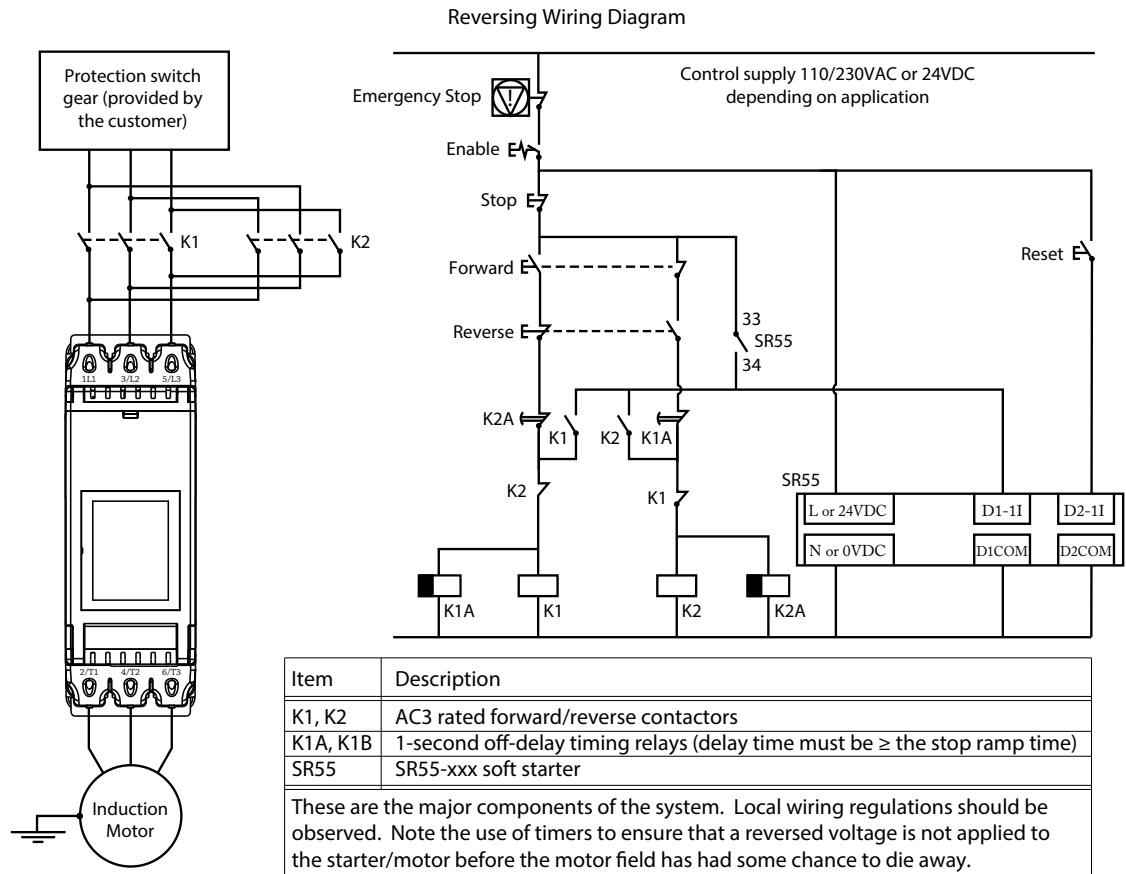 Reversing Wiring Diagram
Protection switch
gear (provided by
the customer)
K1
K2
1L1
3/L2
5/L3
2/T1
4/T2
6/T3
Induction
Motor
Control supply 110/230VAC or 24VDC
depending on application
Emergency Stop
Enable
Stop
Forward
Reverse
Reset
33
SR55
34
K2A
K1
K2
K1A
K2
K1
SR55
L or 24VDC
D1-1I
D2-1I
N or 0VDC
D1COM
D2COM
K1A
K1
K2
K2A
Item
Description
K1, K2
AC3 rated forward/reverse contactors
K1A, K1B
1-second off-delay timing relays (delay time must be ≥ the stop ramp time)
SR55
SR55-xxx soft starter
These are the major components of the system. Local wiring regulations should be
observed. Note the use of timers to ensure that a reversed voltage is not applied to
the starter/motor before the motor field has had some chance to die away.